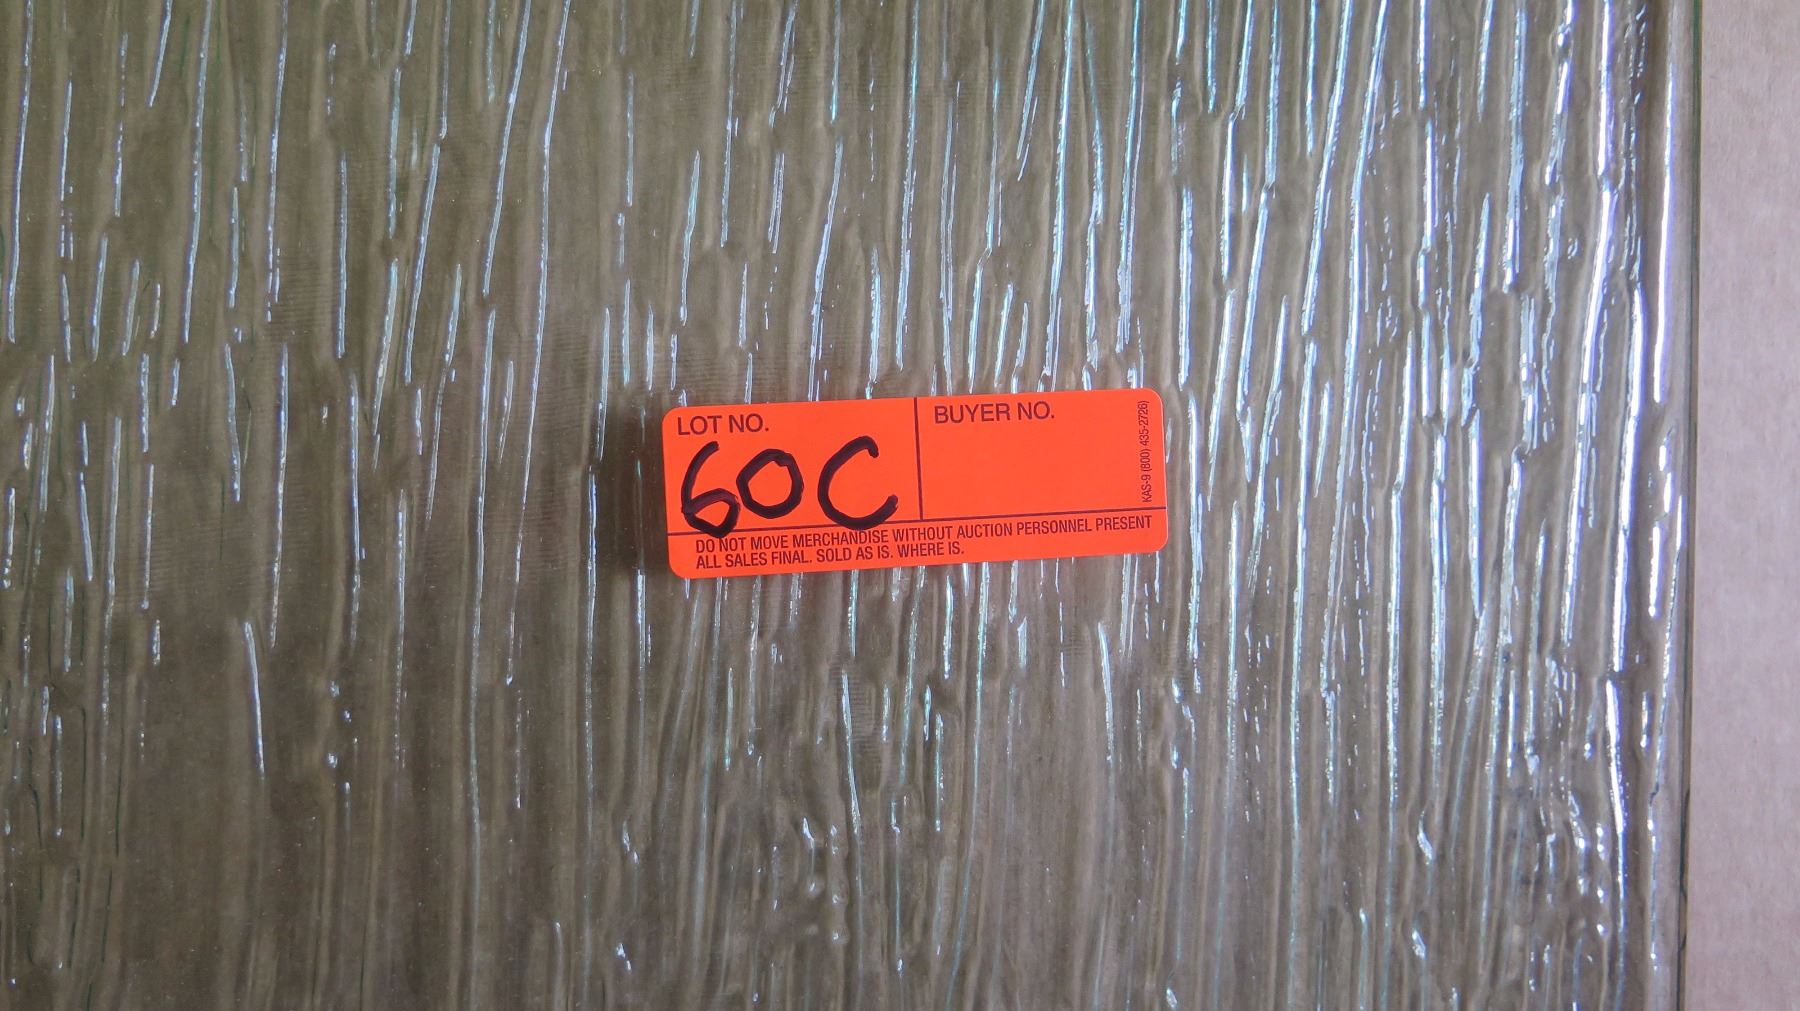 LOT NO.
60C
BUYER NO.
KAS-9 (800) 435-2726)
DO NOT MOVE MERCHANDISE WITHOUT AUCTION PERSONNEL PRESENT
ALL SALES FINAL. SOLD AS IS. WHERE IS.